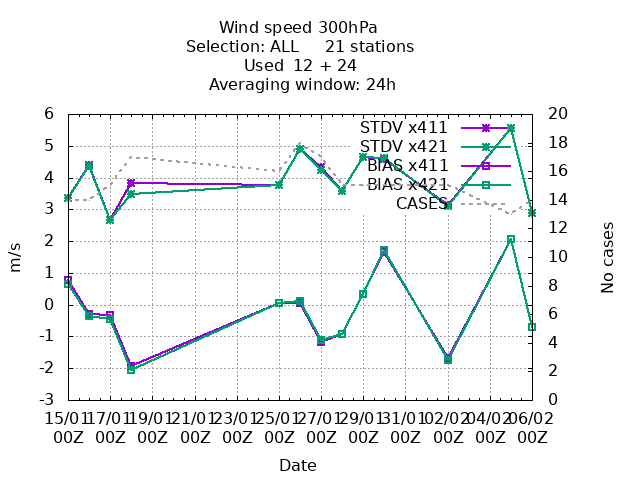 Wind speed 300hPa
Selection: ALL     21 stations
Used  12 + 24
Averaging window: 24h
6
5
4
3
2
1
0
-1
-2
-3
m/s
20
18
16
14
12
10
8
6
4
2
0
No cases
STDV x411
STDV x421
BIAS x411
BIAS x421
CASES
15/01 17/01 19/01 21/01 23/01 25/01 27/01 29/01 31/01 02/02 04/02 06/02
00Z 00Z 00Z 00Z 00Z 00Z 00Z 00Z 00Z 00Z 00Z 00Z
Date